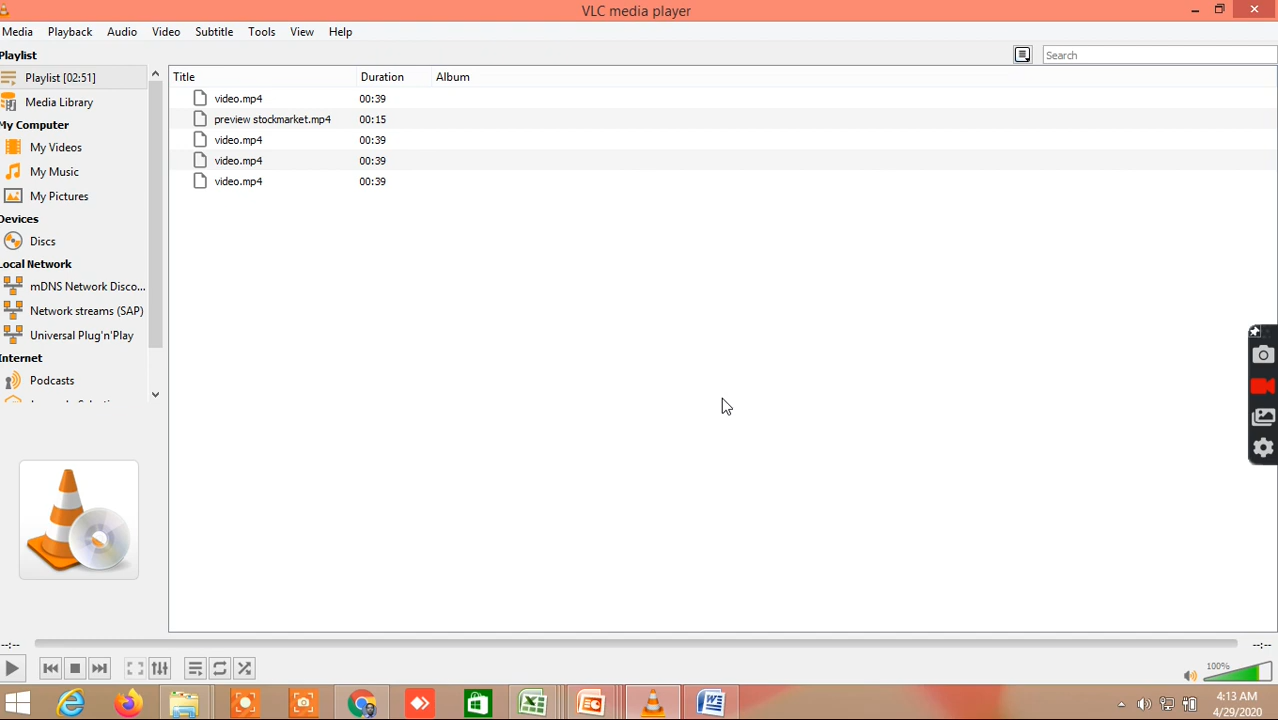 VLC media player
Media Playback Audio Video Subtitle Tools View Help
Playlist
Search
Playlist [02:51]
Media Library
My Computer
My Videos
My Music
My Pictures
Devices
Discs
Local Network
mDNS Network Disco...
Network streams (SAP)
Universal Plug'n'Play
Internet
Podcasts
Title Duration Album
video.mp4 00:39
preview stockmarket.mp4 00:15
video.mp4 00:39
video.mp4 00:39
video.mp4 00:39
--:-- --:--
100%
4:13 AM
4/29/2020